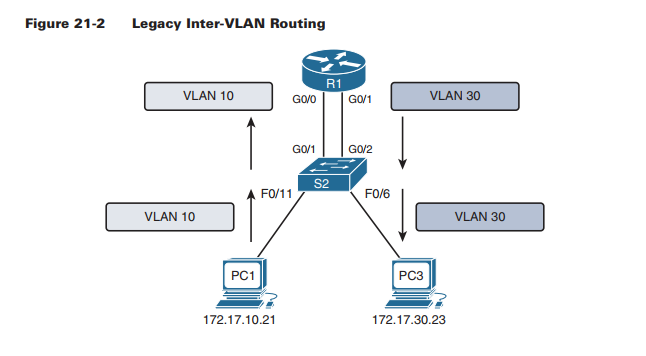 Figure 21-2 Legacy Inter-VLAN Routing
R1
VLAN 10
VLAN 30
G0/0
G0/1
G0/1
G0/2
S2
F0/11
F0/6
VLAN 10
VLAN 30
PC1
PC3
172.17.10.21
172.17.30.23